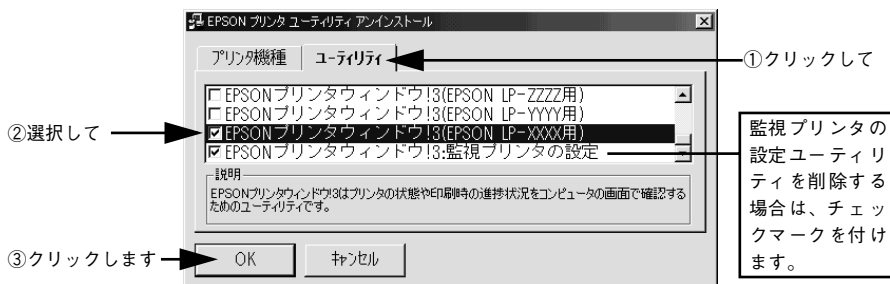 EPSON プリンタ ユーティリティ アンインストール
プリンタ機種
ユーティリティ
①クリックして
EPSONプリンタウィンドウ!3(EPSON LP-ZZZZ用)
EPSONプリンタウィンドウ!3(EPSON LP-YYYY用)
②選択して
EPSONプリンタウィンドウ!3(EPSON LP-XXXX用)
EPSONプリンタウィンドウ!3:監視プリンタの設定
監視プリンタの
設定ユーティリ
ティを削除する
場合は、チェッ
クマークを付け
ます。
説明
EPSONプリンタウィンドウ!3はプリンタの状態や印刷時の進捗状況をコンピュータの画面で確認する
ためのユーティリティです。
③クリックします
OK
キャンセル